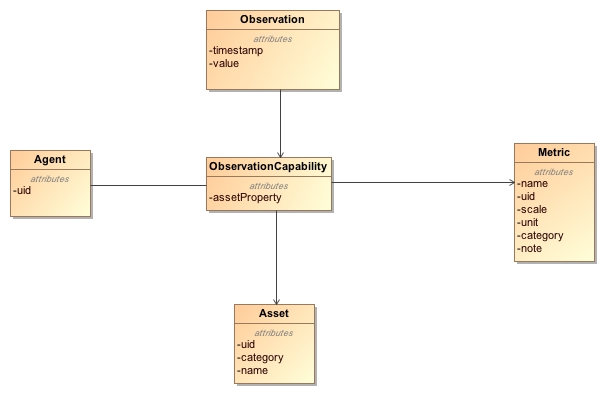 Observation
attributes
-timestamp
-value
Agent
attributes
-uid
ObservationCapability
attributes
-assetProperty
Metric
attributes
-name
-uid
-scale
-unit
-category
-note
Asset
attributes
-uid
-category
-name